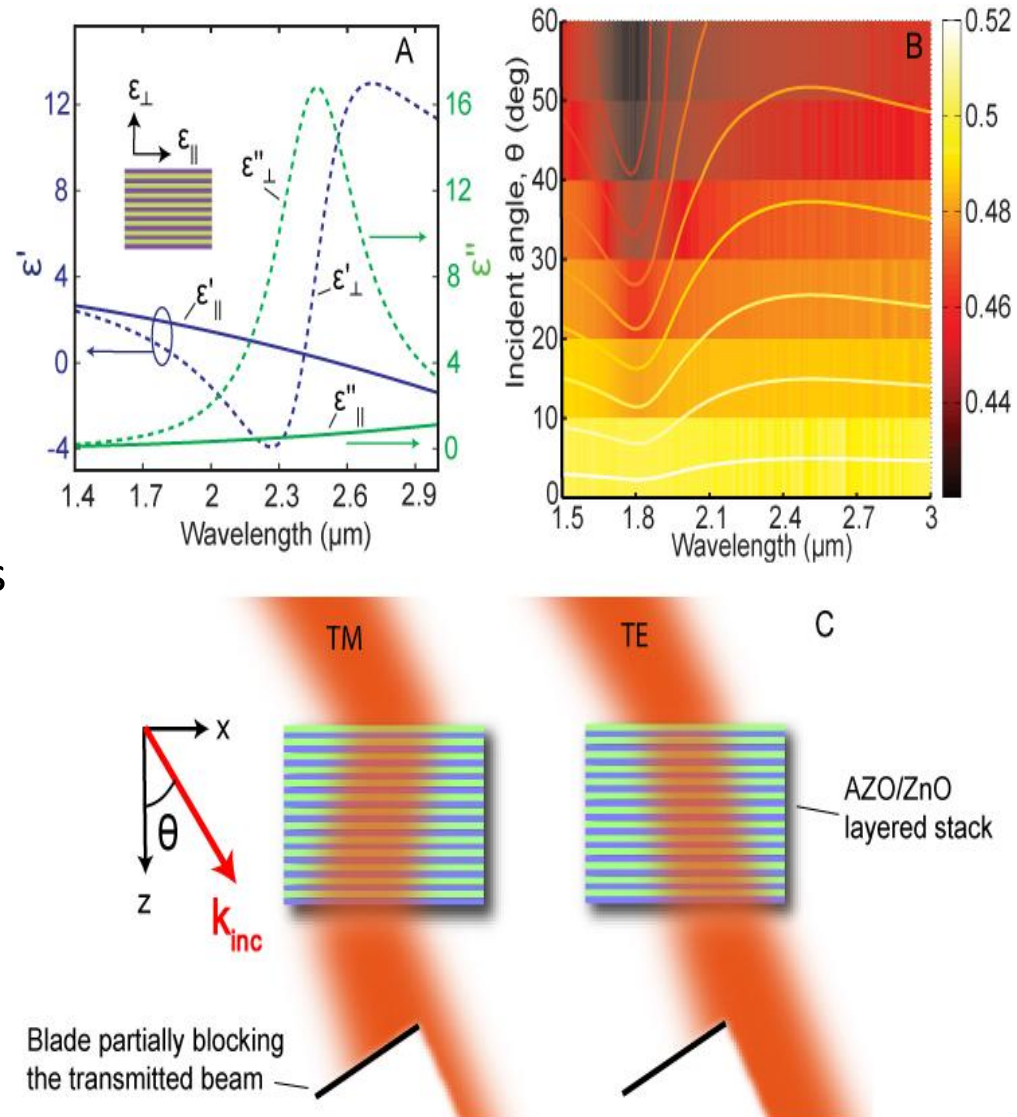 A
ε'
12
8
4
0
-4
ε⊥
ε||
ε''⊥
ε'||
ε'⊥
ε''||
16
12
8
4
0
ε''
1.4 1.7 2 2.3 2.6 2.9
Wavelength (μm)
B
Incident angle, θ (deg)
60
50
40
30
20
10
0
1.5 1.8 2.1 2.4 2.7 3
Wavelength (μm)
0.52
0.5
0.48
0.46
0.44
s
TM
TE
C
x
θ
z
kinc
AZO/ZnO
layered stack
Blade partially blocking
the transmitted beam